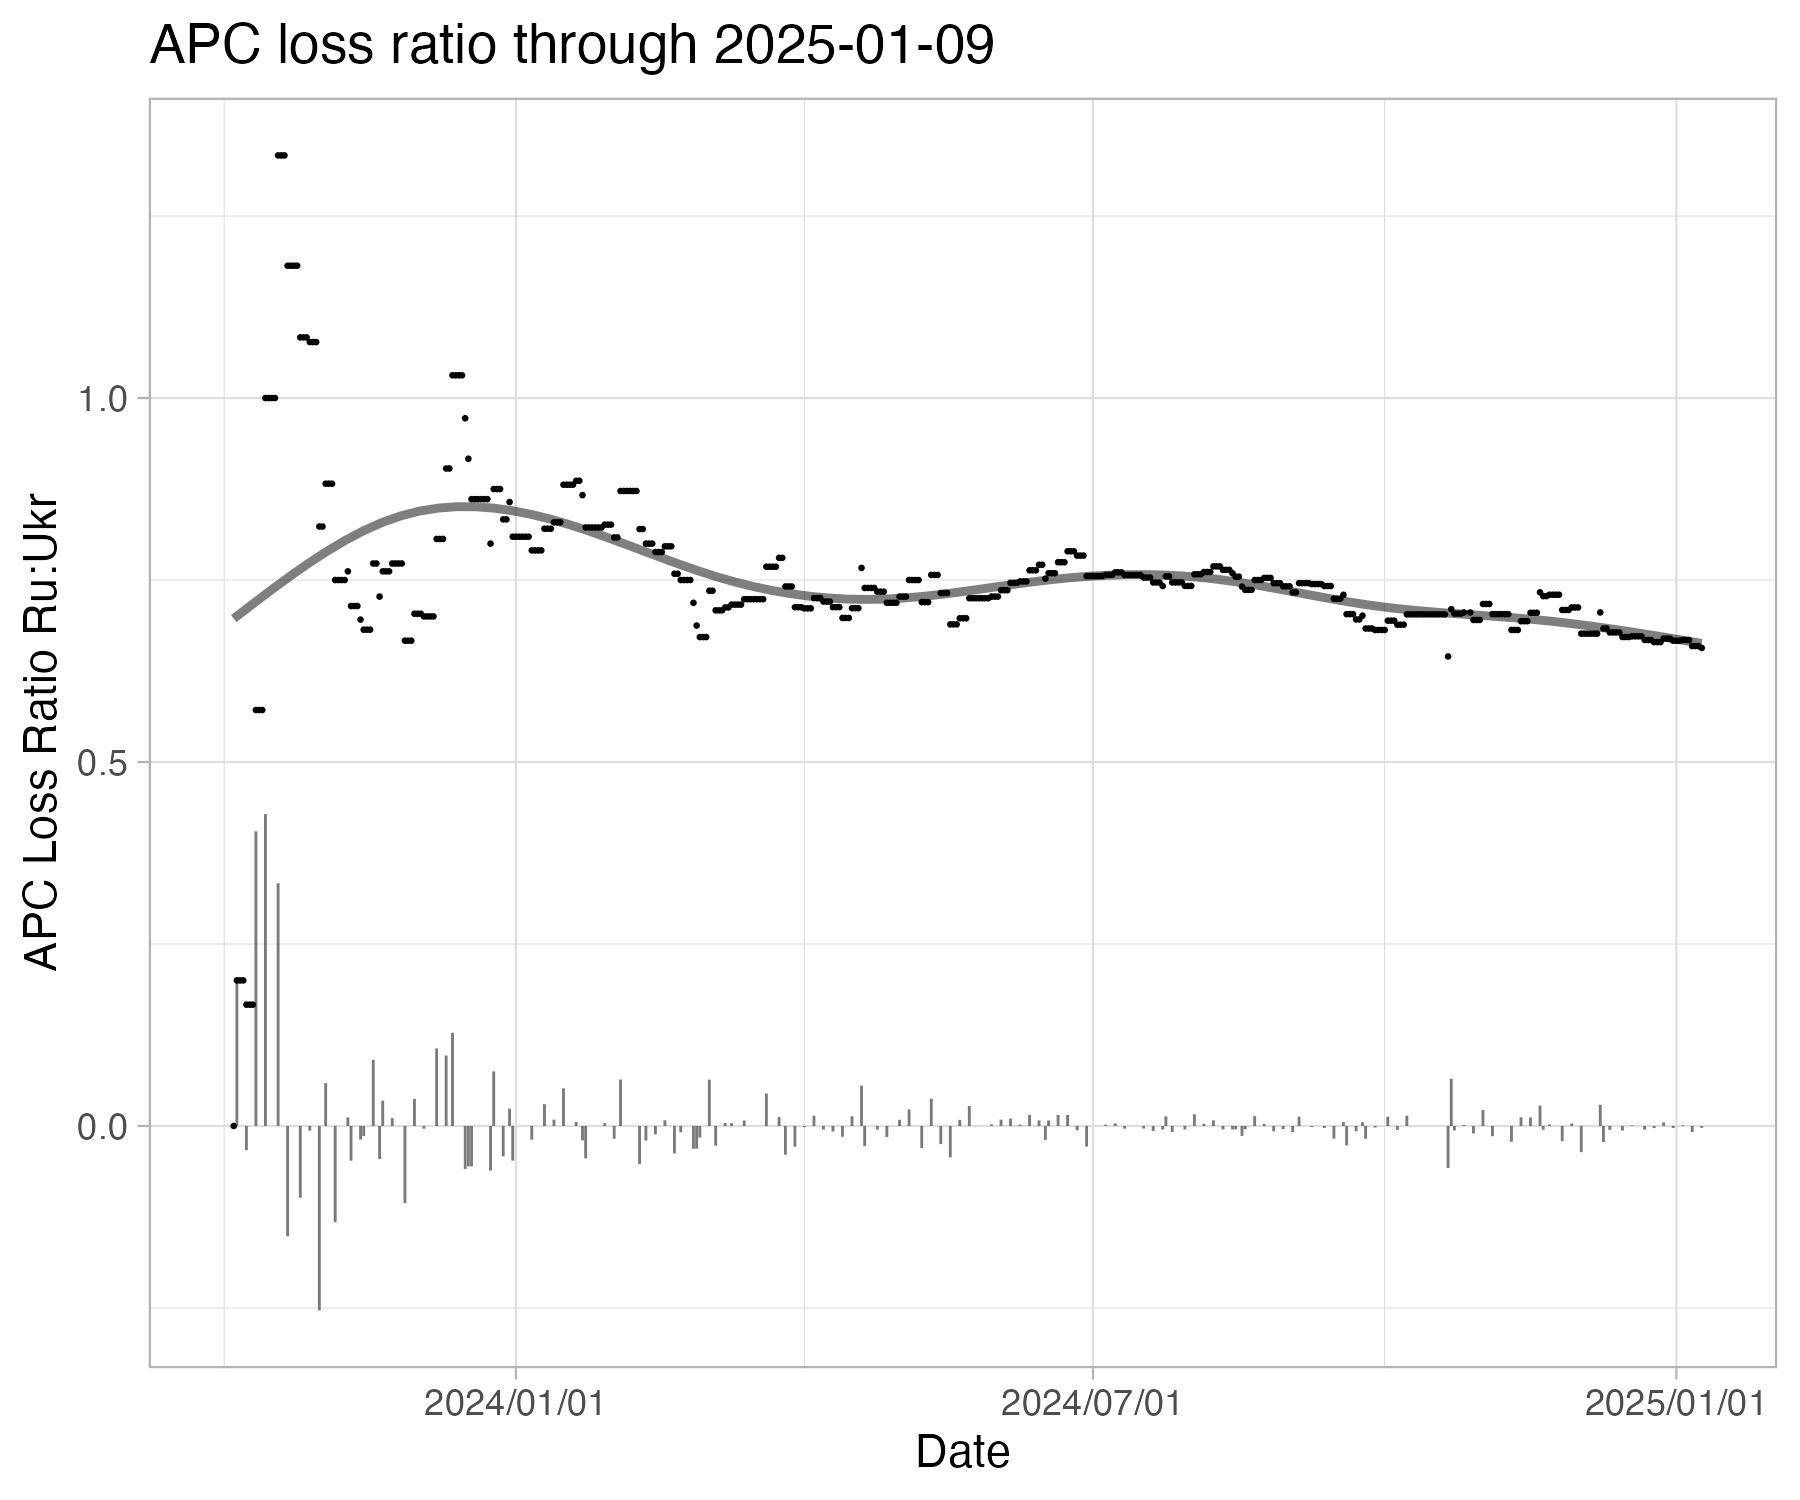 APC loss ratio through 2025-01-09
APC Loss Ratio Ru:Ukr
1.0
0.5
0.0
2024/01/01
2024/07/01
2025/01/01
Date